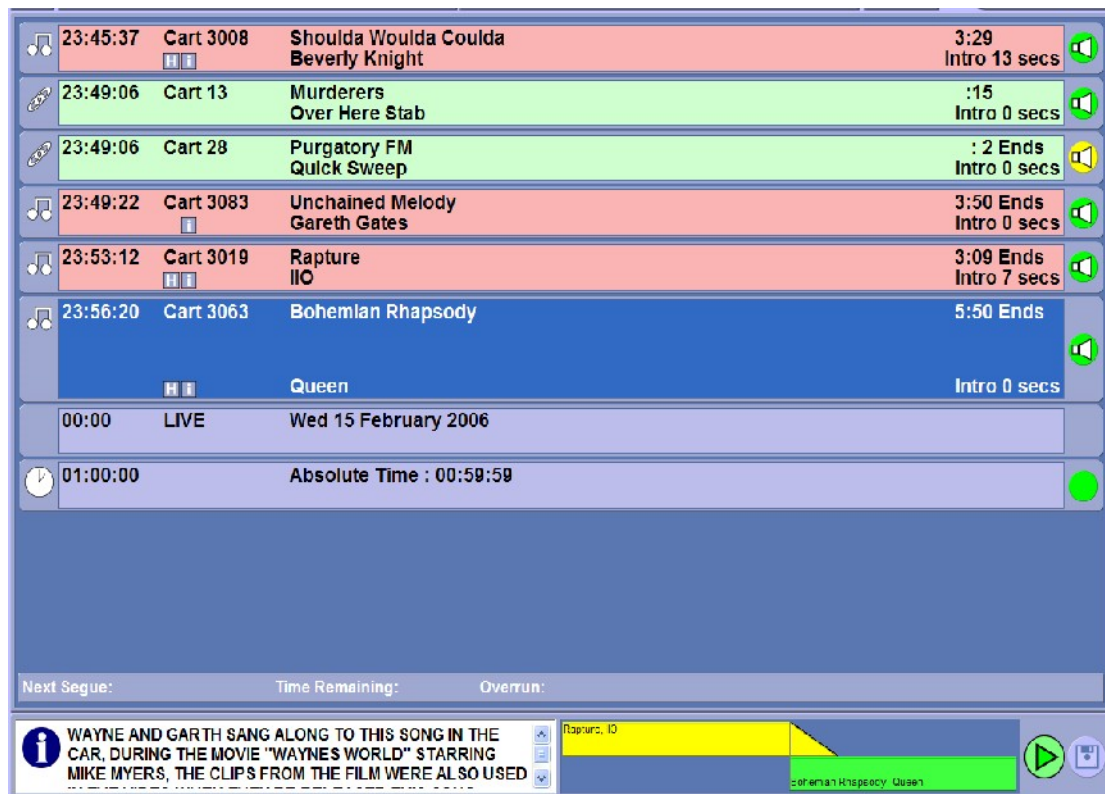 23:45:37 Cart 3008 Shoulda Woulda Coulda 3:29
H i Beverly Knight Intro 13 secs
23:49:06 Cart 13 Murderers :15
Over Here Stab Intro 0 secs
23:49:06 Cart 28 Purgatory FM : 2 Ends
Quick Sweep Intro 0 secs
23:49:22 Cart 3083 Unchained Melody 3:50 Ends
i Gareth Gates Intro 0 secs
23:53:12 Cart 3019 Rapture 3:09 Ends
H i IIO Intro 7 secs
23:56:20 Cart 3063 Bohemian Rhapsody 5:50 Ends
H i Queen Intro 0 secs
00:00 LIVE Wed 15 February 2006
01:00:00 Absolute Time : 00:59:59
Next Segue: Time Remaining: Overrun:
i WAYNE AND GARTH SANG ALONG TO THIS SONG IN THE
CAR, DURING THE MOVIE "WAYNES WORLD" STARRING
MIKE MYERS, THE CLIPS FROM THE FILM WERE ALSO USED
Rapture, IIO
Bohemian Rhapsody Queen